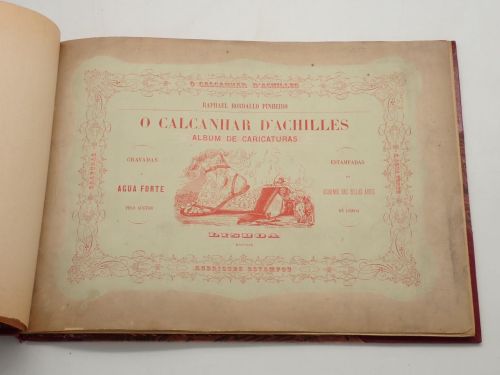 O CALCANHAR D'ACHILLES
RAPHAEL BORDALLO PINHEIRO
O CALCANHAR D'ACHILLES
ALBUM DE CARICATURAS
GRAVADAS
AGUA FORTE
PELO AUCTOR
ESTAMPADAS
NA
ACADEMIA DAS BELLAS ARTES
DE LISBOA
LISBOA
RODRIGUES ESTAMPOU